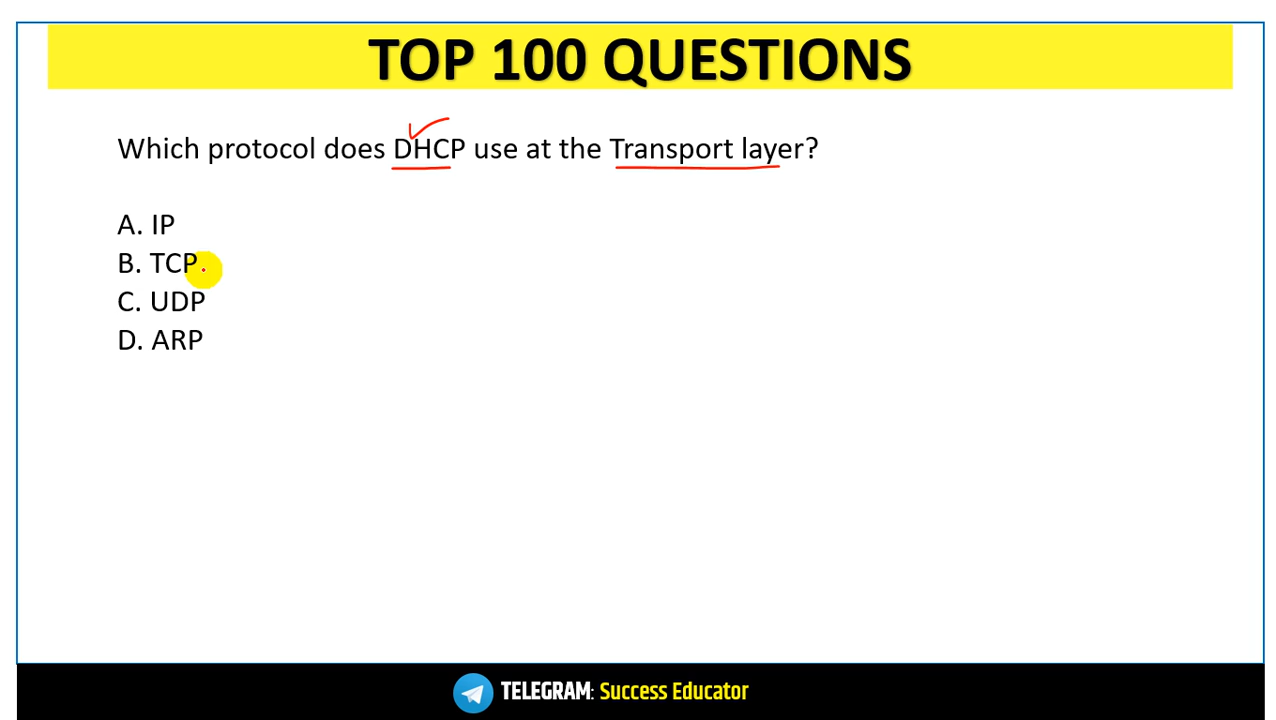 TOP 100 QUESTIONS
Which protocol does DHCP use at the Transport layer?
A. IP
B. TCP
C. UDP
D. ARP
TELEGRAM: Success Educator